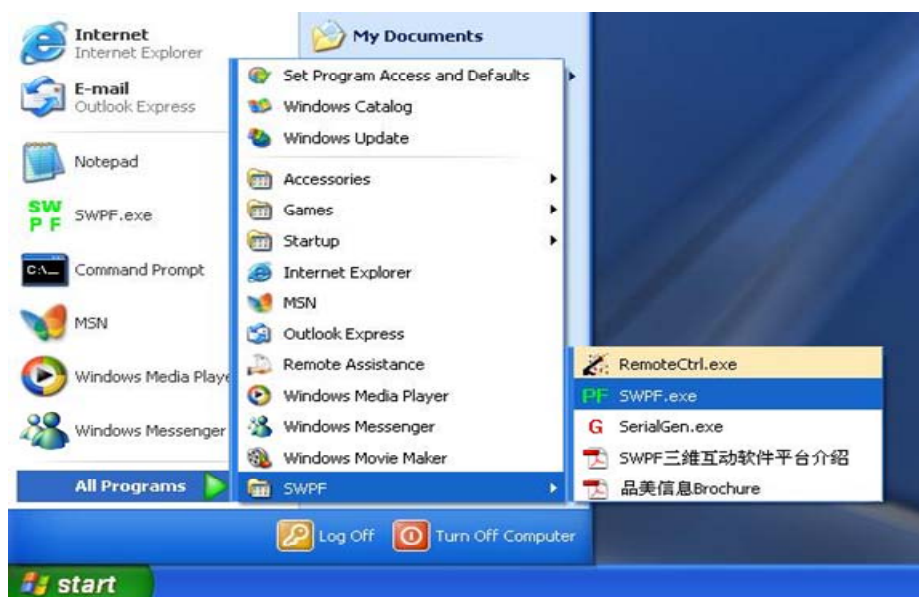 Internet
Internet Explorer
E-mail
Outlook Express
Notepad
SW
PF
SWPF.exe
C:\_
Command Prompt
MSN
Windows Media Playe
Windows Messenger
All Programs
My Documents
Set Program Access and Defaults
Windows Catalog
Windows Update
Accessories
Games
Startup
Internet Explorer
MSN
Outlook Express
Remote Assistance
Windows Media Player
Windows Messenger
Windows Movie Maker
SWPF
RemoteCtrl.exe
PF SWPF.exe
G SerialGen.exe
SWPF三维互动软件平台介绍
品美信息Brochure
Log Off
Turn Off Computer
start